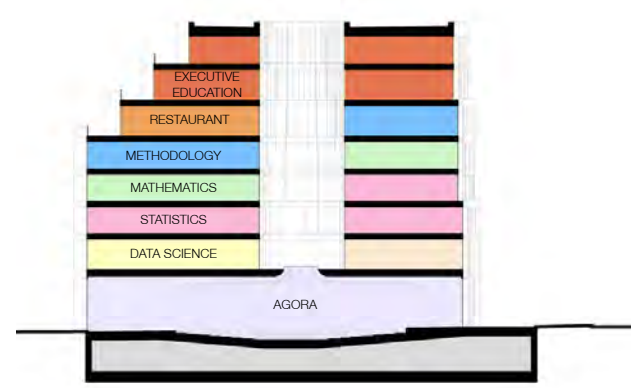 EXECUTIVE
EDUCATION
RESTAURANT
METHODOLOGY
MATHEMATICS
STATISTICS
DATA SCIENCE
AGORA